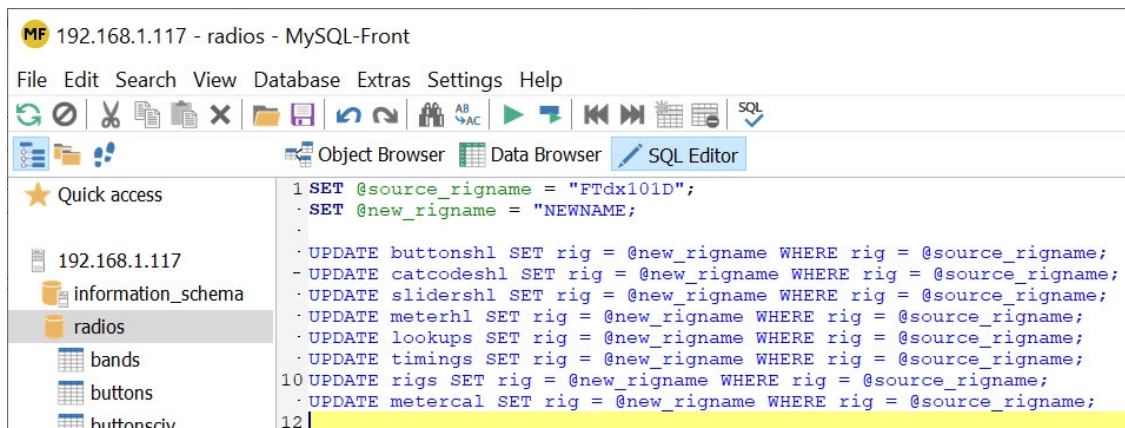 MF 192.168.1.117 - radios - MySQL-Front
File Edit Search View Database Extras Settings Help
AB AC SQL
Object Browser Data Browser SQL Editor
Quick access
192.168.1.117
information_schema
radios
bands
buttons
buttonsciv
1 SET @source_rigname = "FTdx101D";
SET @new_rigname = "NEWNAME;
UPDATE buttonshl SET rig = @new_rigname WHERE rig = @source_rigname;
UPDATE catcodeshl SET rig = @new_rigname WHERE rig = @source_rigname;
UPDATE slidershl SET rig = @new_rigname WHERE rig = @source_rigname;
UPDATE meterhl SET rig = @new_rigname WHERE rig = @source_rigname;
UPDATE lookups SET rig = @new_rigname WHERE rig = @source_rigname;
UPDATE timings SET rig = @new_rigname WHERE rig = @source_rigname;
10 UPDATE rigs SET rig = @new_rigname WHERE rig = @source_rigname;
UPDATE metercal SET rig = @new_rigname WHERE rig = @source_rigname;
12